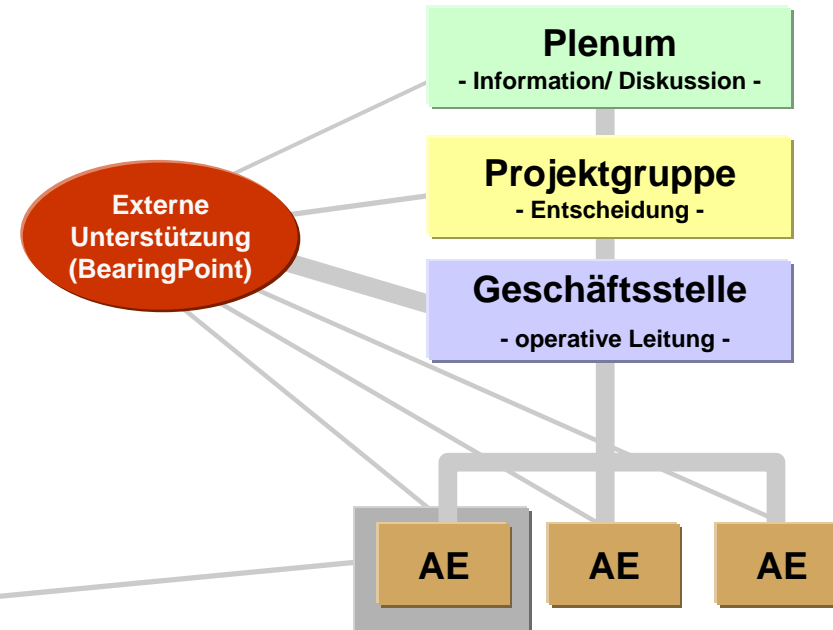 Plenum
- Information/ Diskussion -
Projektgruppe
- Entscheidung -
Externe
Unterstützung
(BearingPoint)
Geschäftsstelle
- operative Leitung -
AE
AE
AE